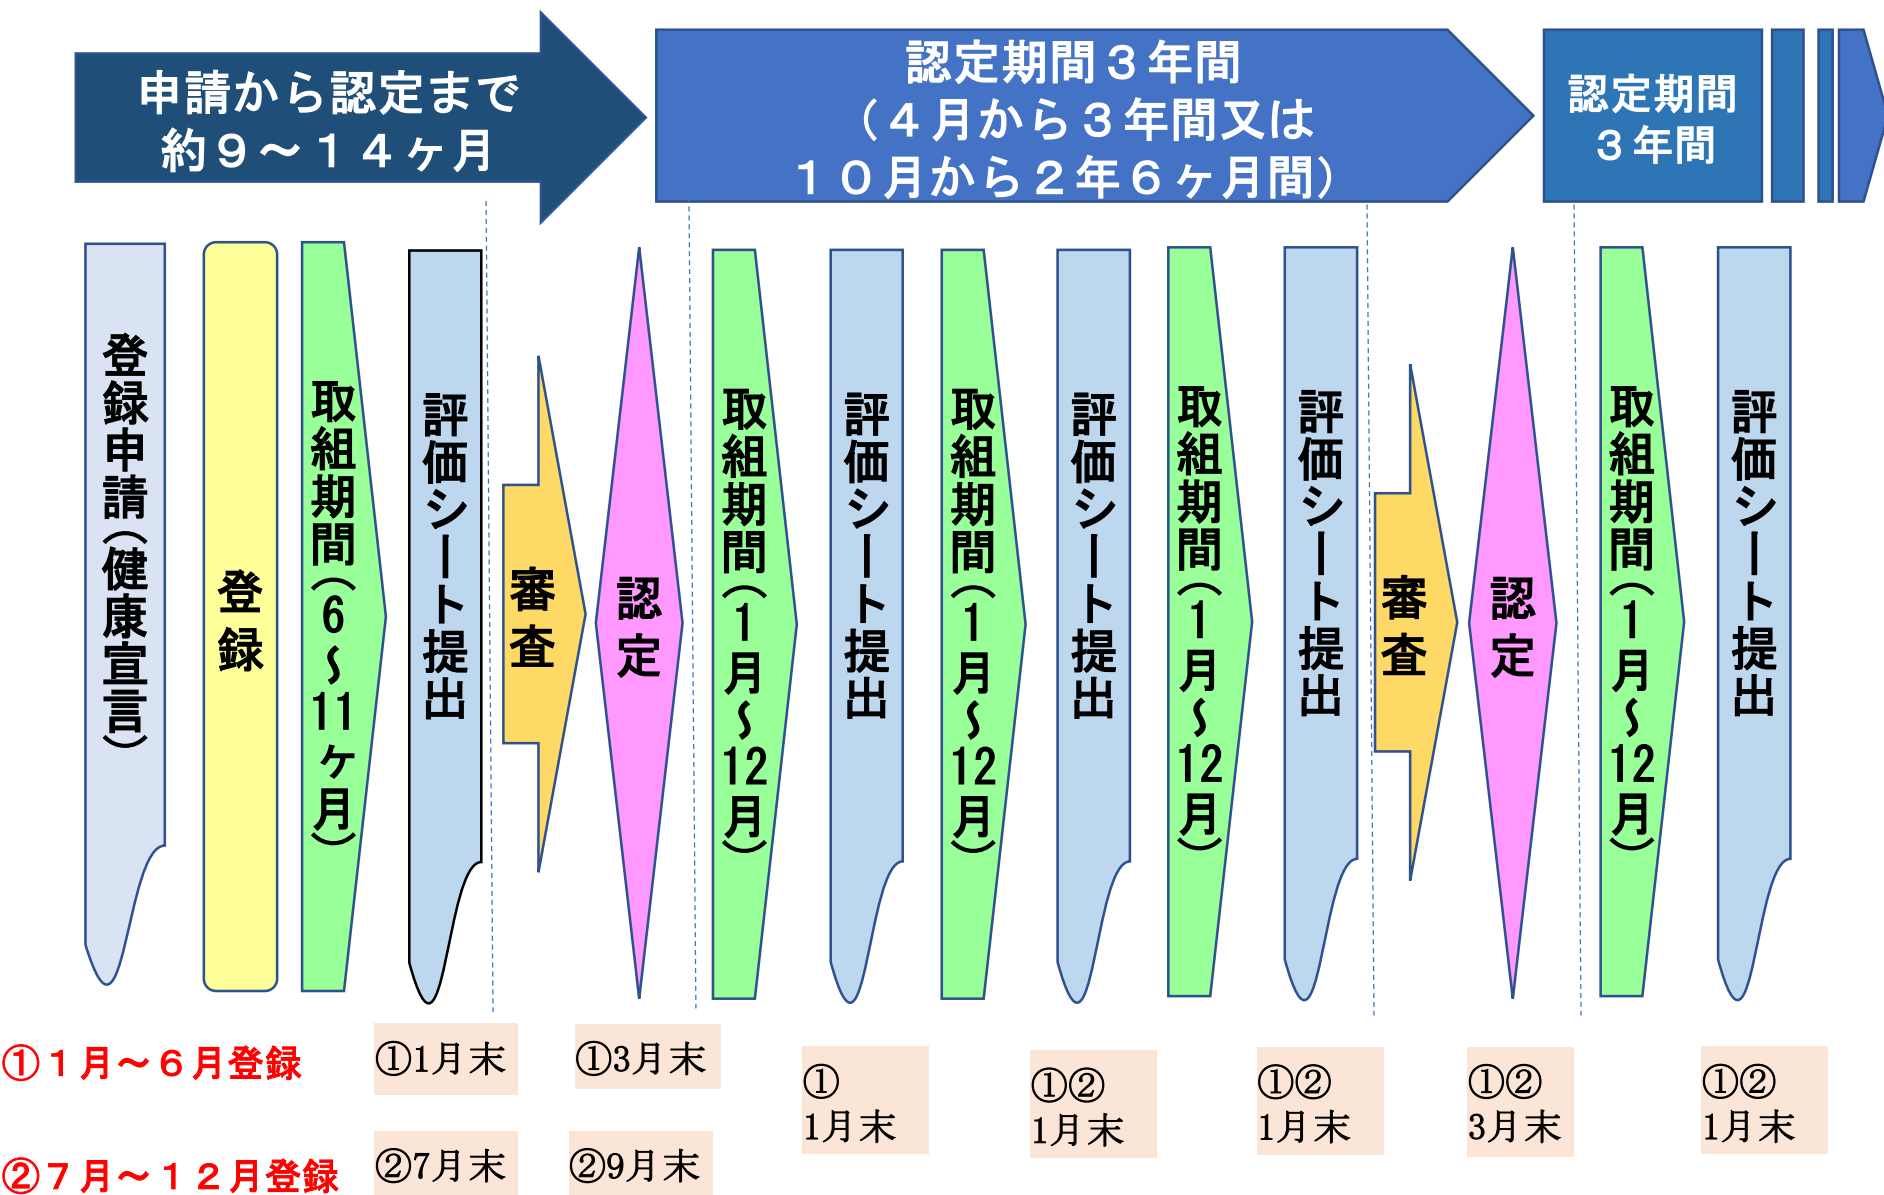 申請から認定まで
約９～１４ヶ月
認定期間３年間
（４月から３年間又は
１０月から２年６ヶ月間）
認定期間
３年間
登録申請（健康宣言）
登録
取組期間（6～11ヶ月）
評価シート提出
審査
認定
取組期間（1月～12月）
評価シート提出
取組期間（1月～12月）
評価シート提出
取組期間（1月～12月）
評価シート提出
審査
認定
取組期間（1月～12月）
評価シート提出
①１月～６月登録
①1月末
①3月末
①
1月末
①②
1月末
①②
1月末
①②
3月末
①②
1月末
②７月～１２月登録
②7月末
②9月末